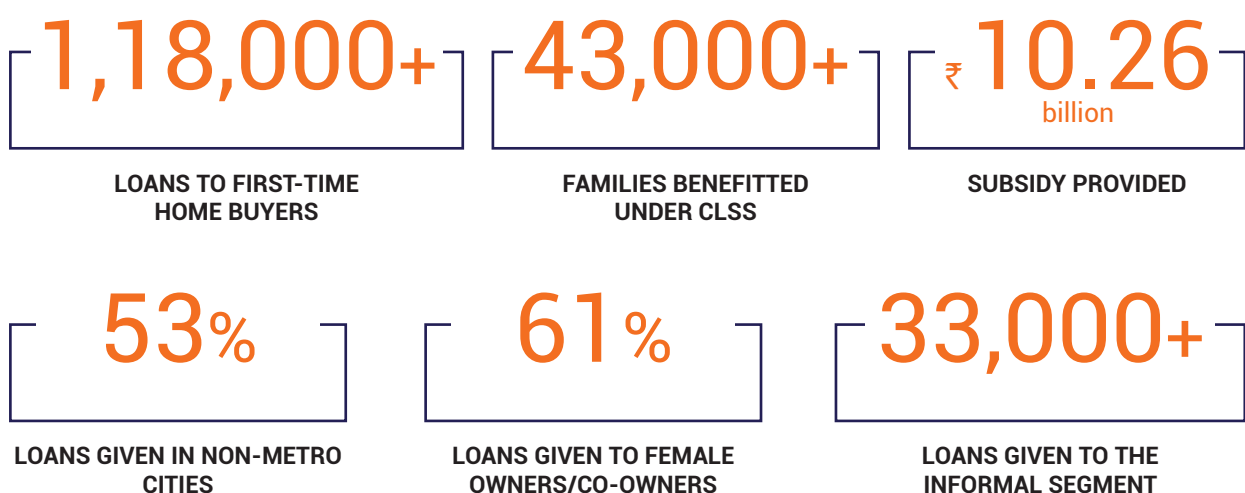 1,18,000+
LOANS TO FIRST-TIME
HOME BUYERS
43,000+
FAMILIES BENEFITTED
UNDER CLSS
₹ 10.26
billion
SUBSIDY PROVIDED
53%
LOANS GIVEN IN NON-METRO
CITIES
61%
LOANS GIVEN TO FEMALE
OWNERS/CO-OWNERS
33,000+
LOANS GIVEN TO THE
INFORMAL SEGMENT